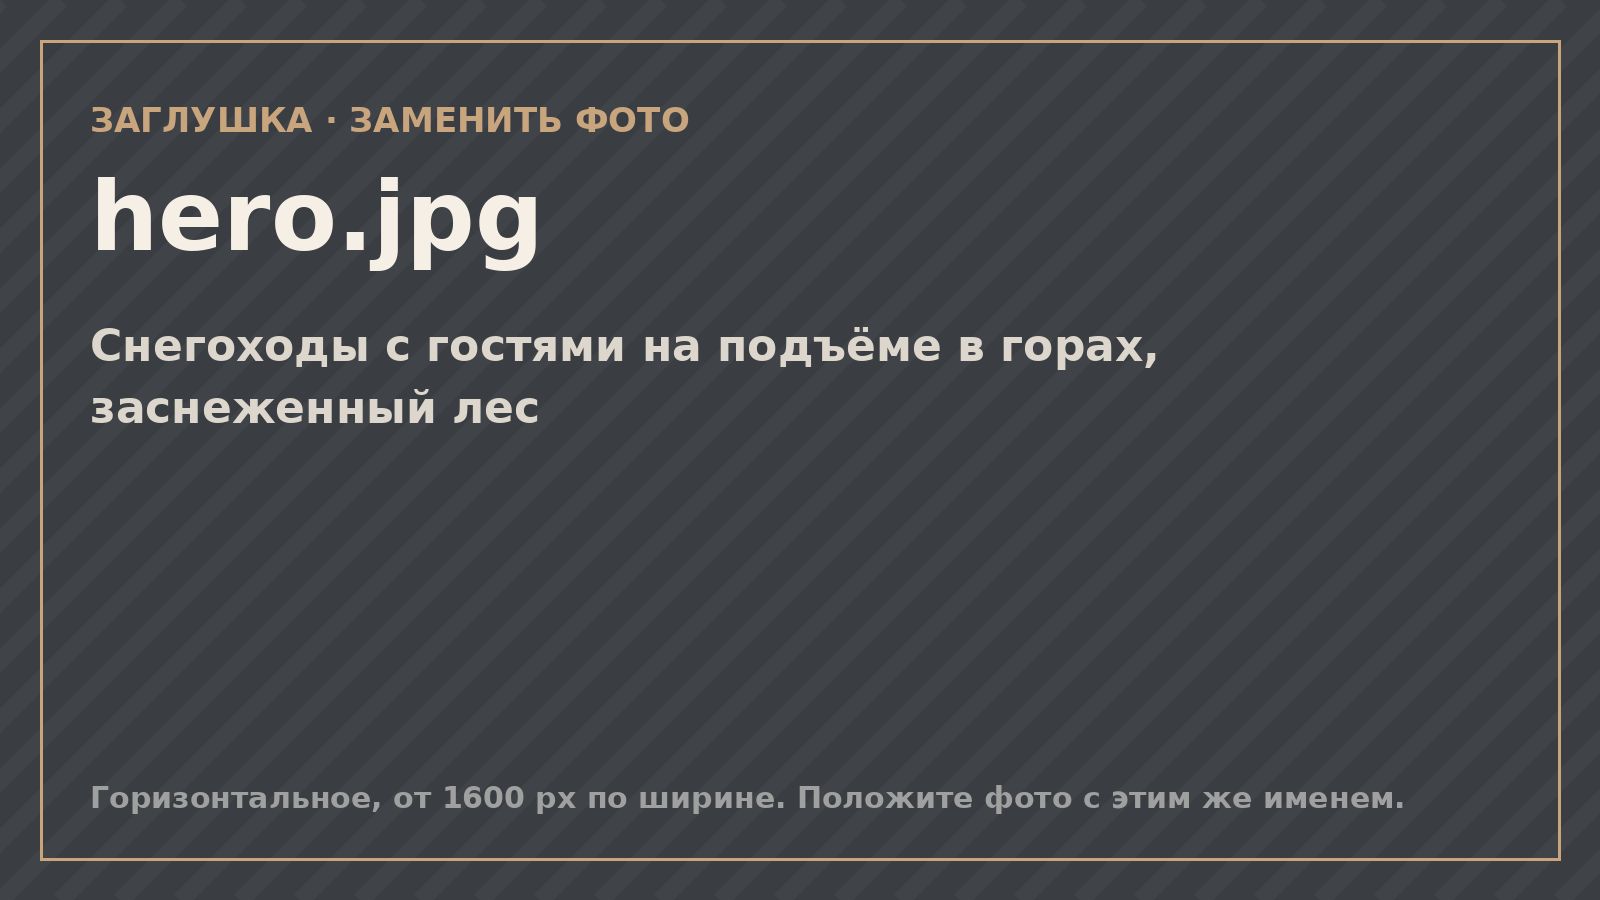 ЗАГЛУШКА · ЗАМЕНИТЬ ФОТО
hero.jpg
Снегоходы с гостями на подъёме в горах,
заснеженный лес
Горизонтальное, от 1600 px по ширине. Положите фото с этим же именем.